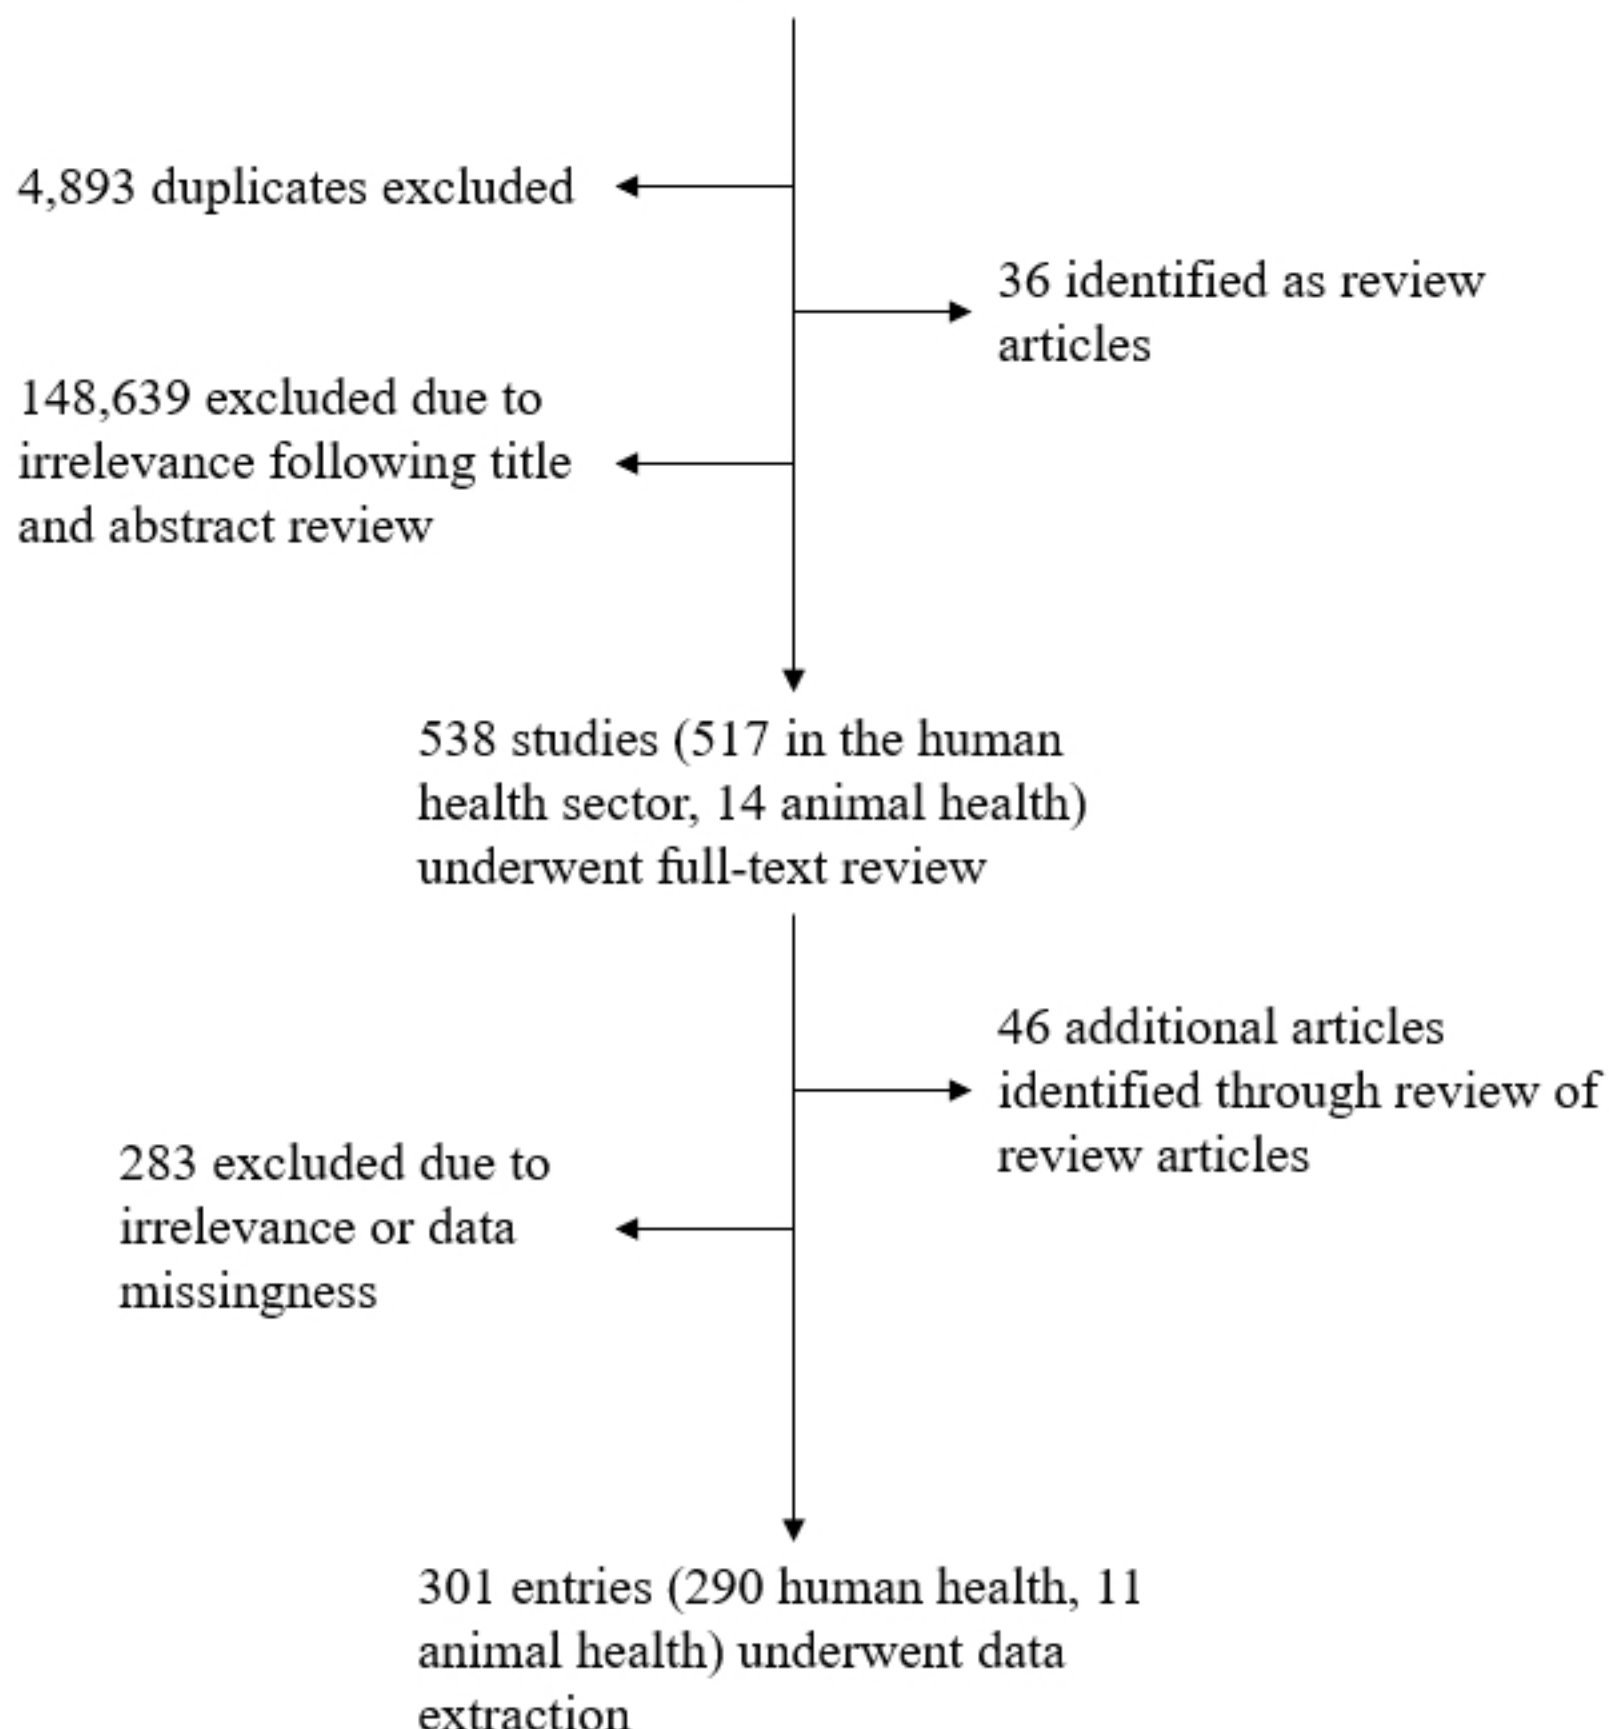 4,893 duplicates excluded
36 identified as review
articles
148,639 excluded due to
irrelevance following title
and abstract review
538 studies (517 in the human
health sector, 14 animal health)
underwent full-text review
46 additional articles
identified through review of
review articles
283 excluded due to
irrelevance or data
missingness
301 entries (290 human health, 11
animal health) underwent data
extraction